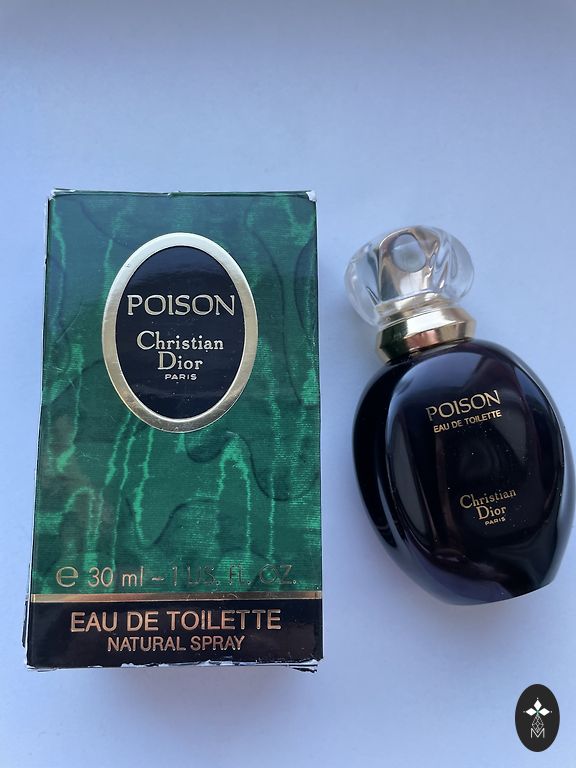 POISON
Christian
Dior
PARIS
e 30 ml - 1 US. FL. OZ.
EAU DE TOILETTE
NATURAL SPRAY
POISON
EAU DE TOILETTE
Christian
Dior
PARIS
M